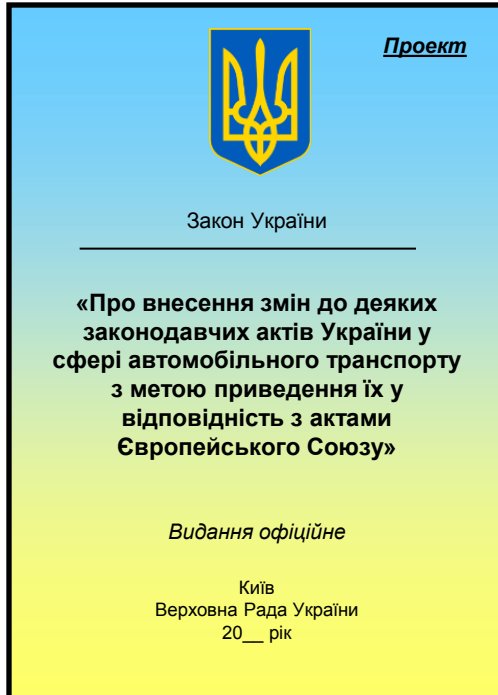 Проект
Закон України
«Про внесення змін до деяких
законодавчих актів України у
сфері автомобільного транспорту
з метою приведення їх у
відповідність з актами
Європейського Союзу»
Видання офіційне
Київ
Верховна Рада України
20__ рік